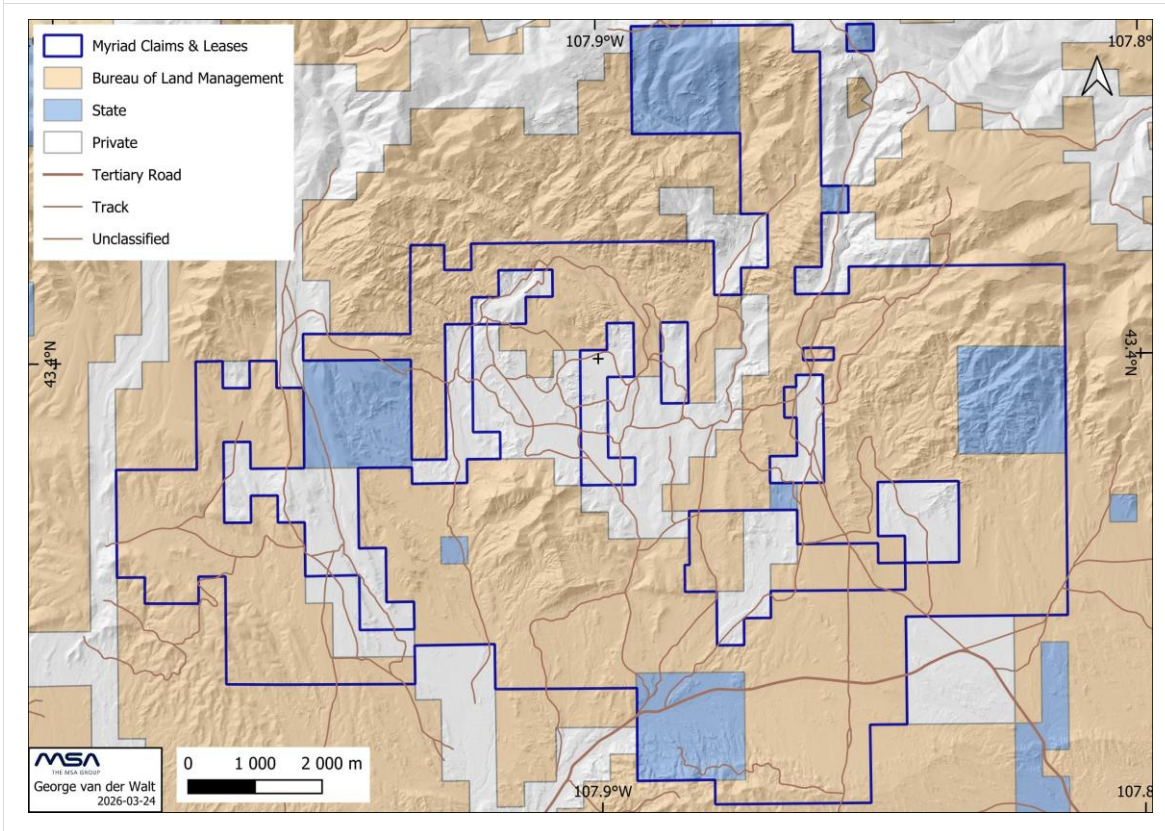 Myriad Claims & Leases
Bureau of Land Management
State
Private
Tertiary Road
Track
Unclassified
107.9°W
107.8°
43.4°N
43.4°N
MSA
THE MSA GROUP
George van der Walt
2026-03-24
0 1 000 2 000 m
107.9°W
107.8